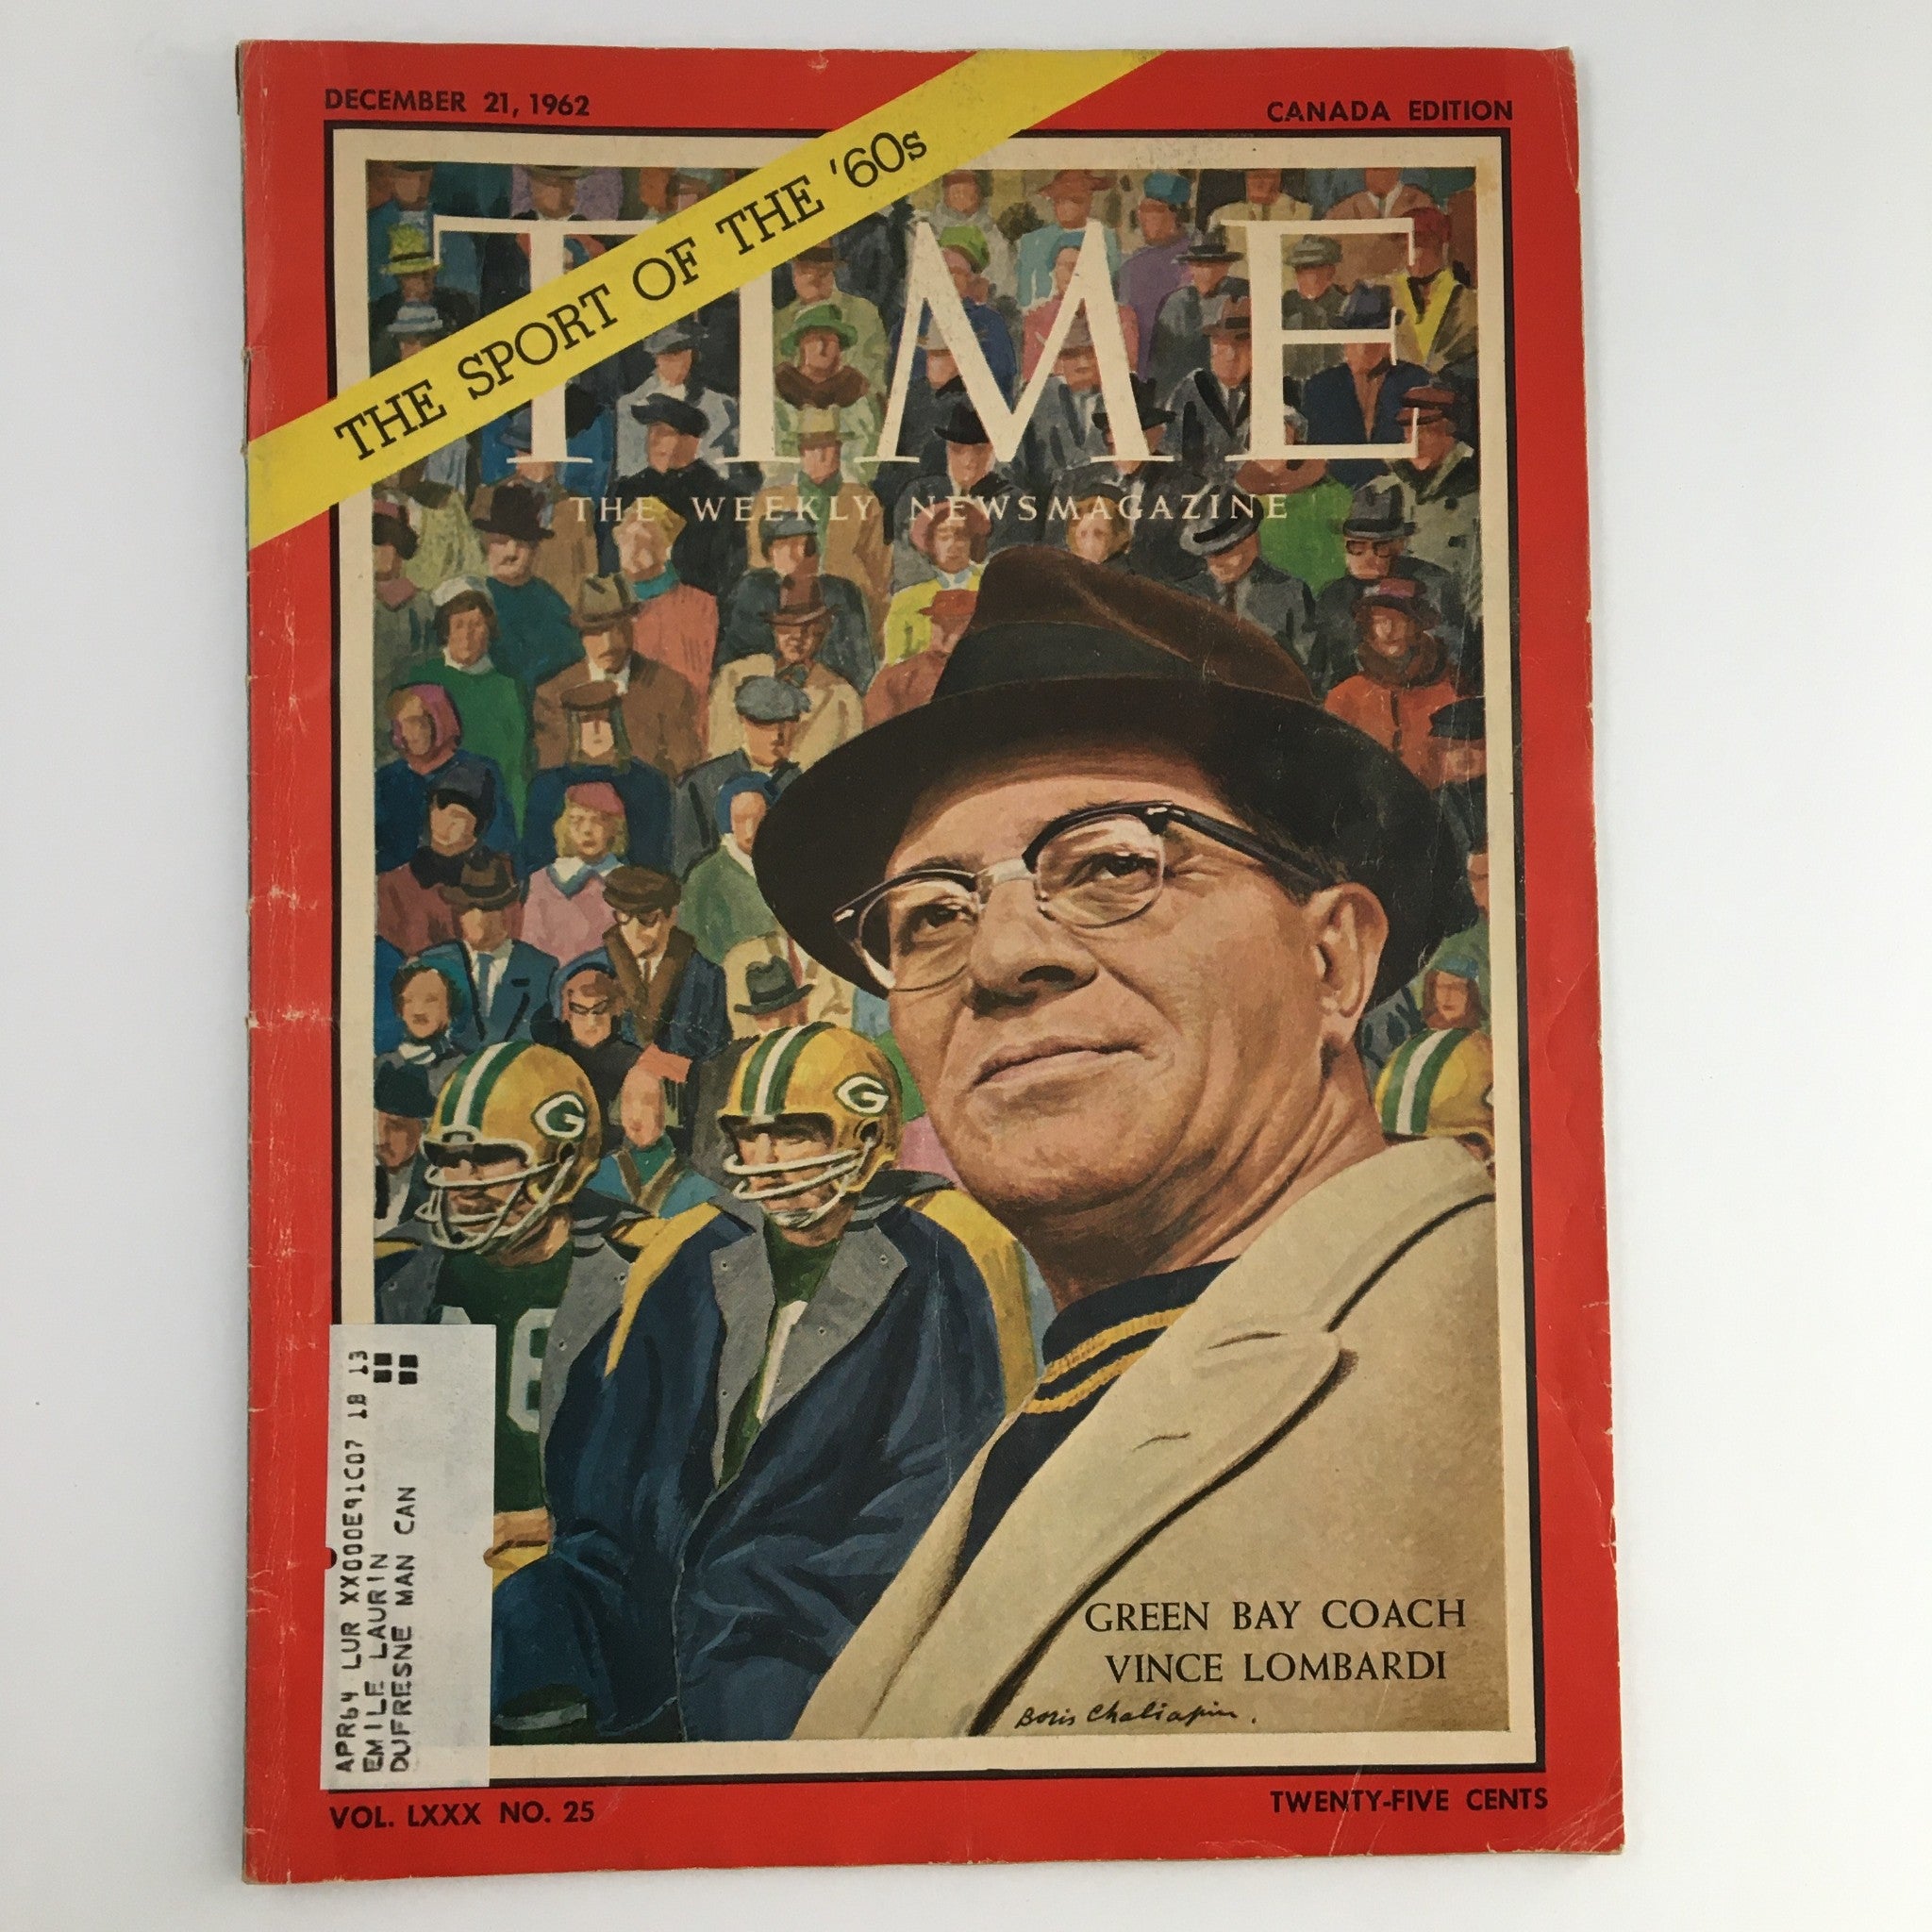 DECEMBER 21, 1962
CANADA EDITION
THE SPORT OF THE '60s
TIME
THE WEEKLY NEWSMAGAZINE
G
G
GREEN BAY COACH
VINCE LOMBARDI
Boris Chaliapin.
APR64 LUR XX000E91C07 18 13
EMILE LAURIN
DUFRESNE MAN CAN
VOL. LXXX NO. 25
TWENTY-FIVE CENTS